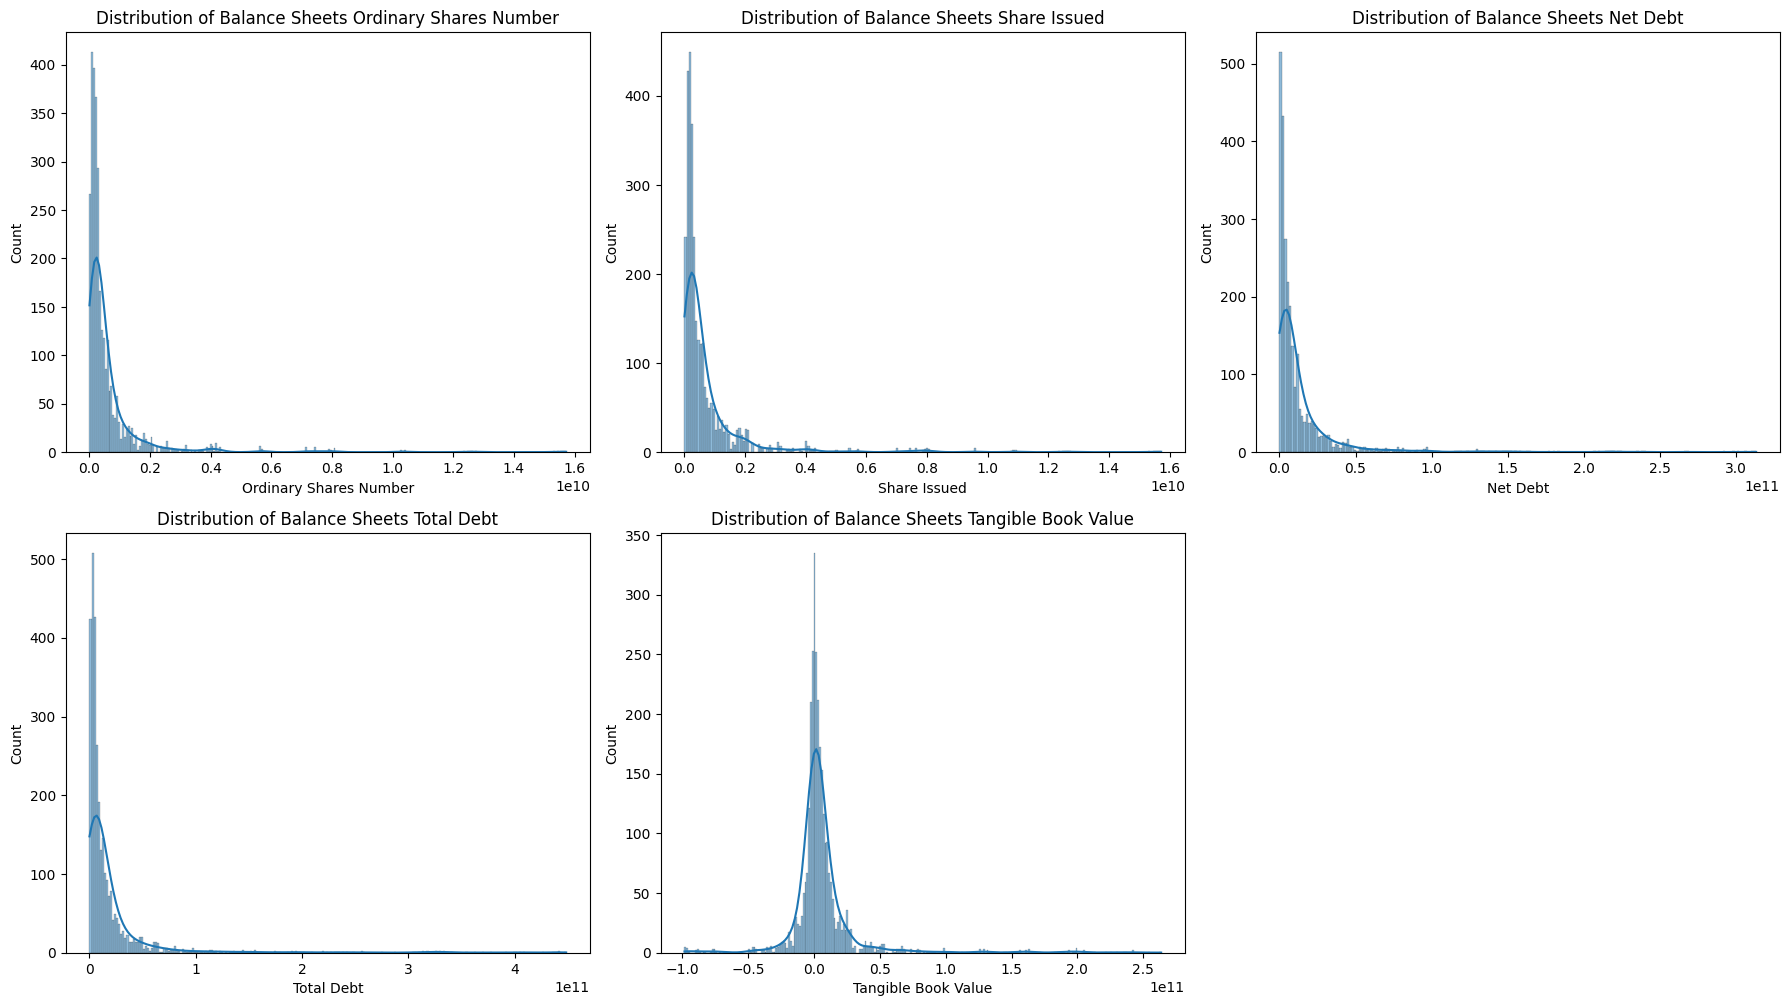 Distribution of Balance Sheets Ordinary Shares Number
Count
400
350
300
250
200
150
100
50
0
0.0 0.2 0.4 0.6 0.8 1.0 1.2 1.4 1.6
1e10
Ordinary Shares Number
Distribution of Balance Sheets Share Issued
Count
400
300
200
100
0
0.0 0.2 0.4 0.6 0.8 1.0 1.2 1.4 1.6
1e10
Share Issued
Distribution of Balance Sheets Net Debt
Count
500
400
300
200
100
0
0.0 0.5 1.0 1.5 2.0 2.5 3.0
1e11
Net Debt
Distribution of Balance Sheets Total Debt
Count
500
400
300
200
100
0
0 1 2 3 4
1e11
Total Debt
Distribution of Balance Sheets Tangible Book Value
Count
350
300
250
200
150
100
50
0
−1.0 −0.5 0.0 0.5 1.0 1.5 2.0 2.5
1e11
Tangible Book Value